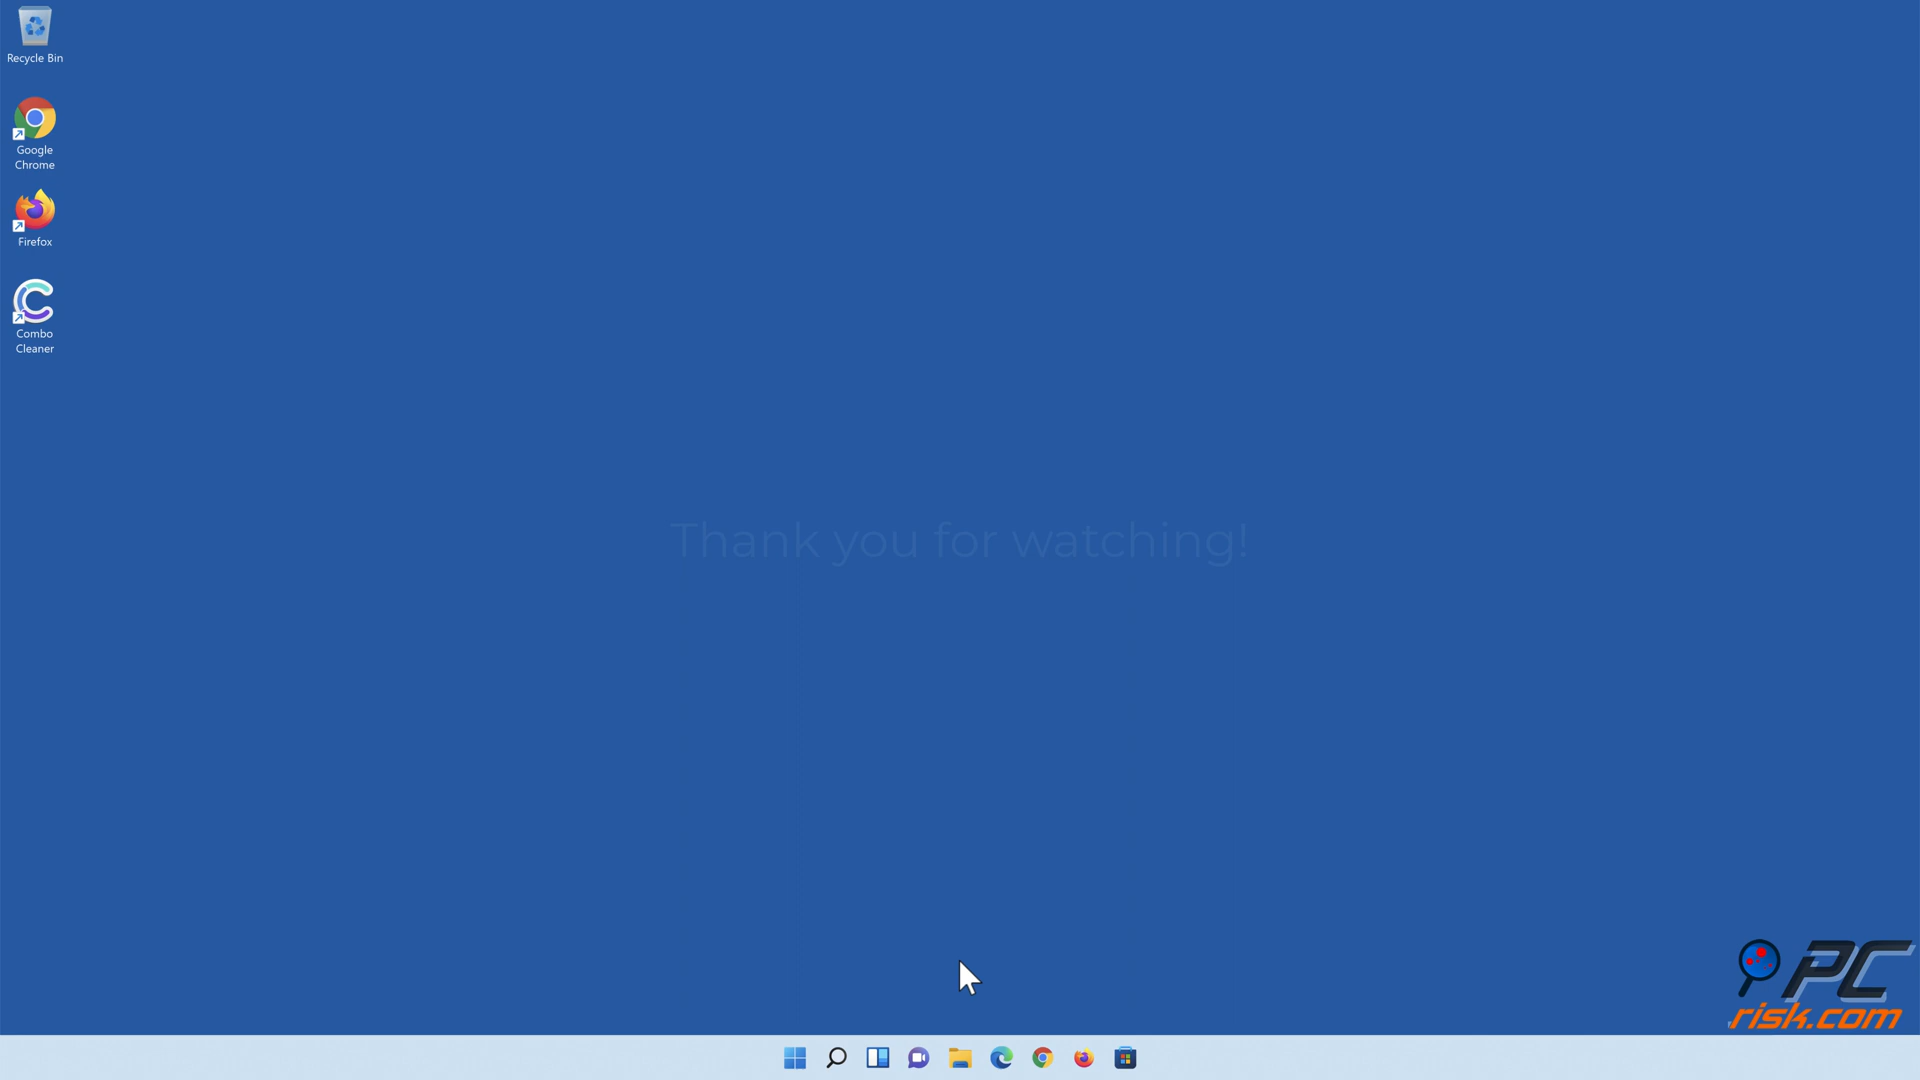 Recycle Bin
Google
Chrome
Firefox
Combo
Cleaner
Thank you for watching!
PC
risk.com